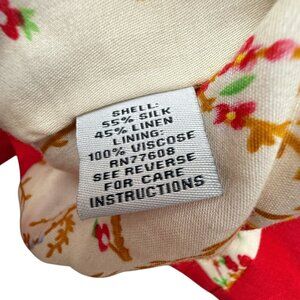 SHELL:
55% SILK
45% LINEN
LINING:
100% VISCOSE
RN77608
SEE REVERSE
FOR CARE
INSTRUCTIONS